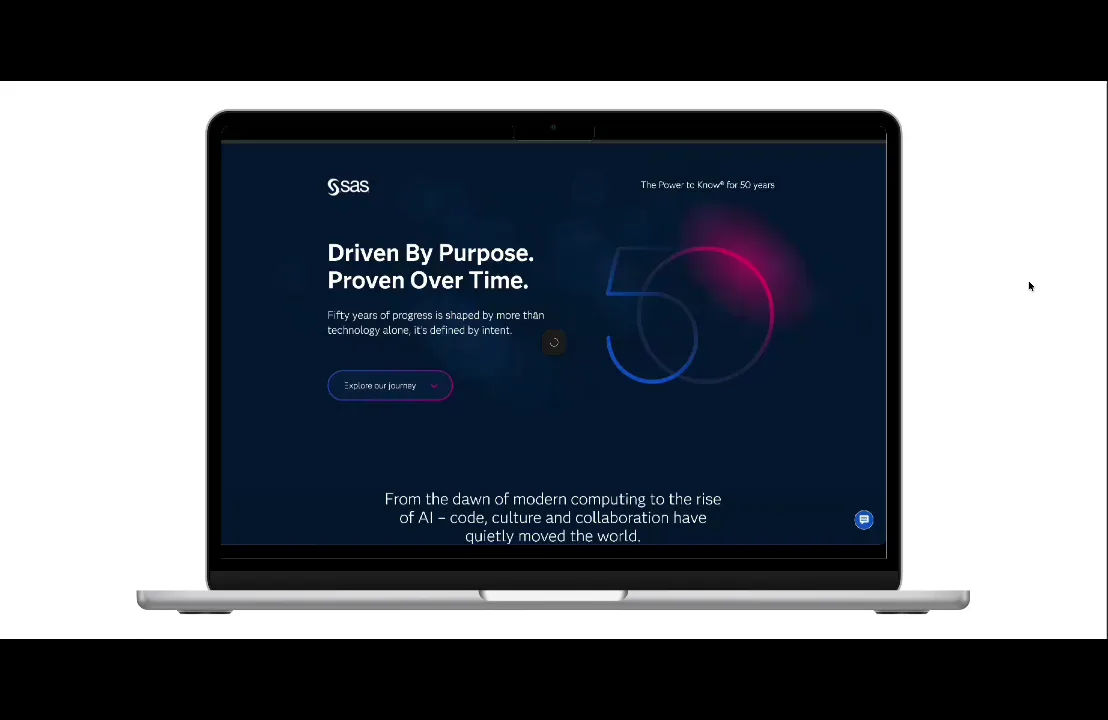 sas
The Power to Know® for 50 years
Driven By Purpose.
Proven Over Time.
50
Fifty years of progress is shaped by more than
technology alone, it's defined by intent.
Explore our journey
From the dawn of modern computing to the rise
of AI – code, culture and collaboration have
quietly moved the world.